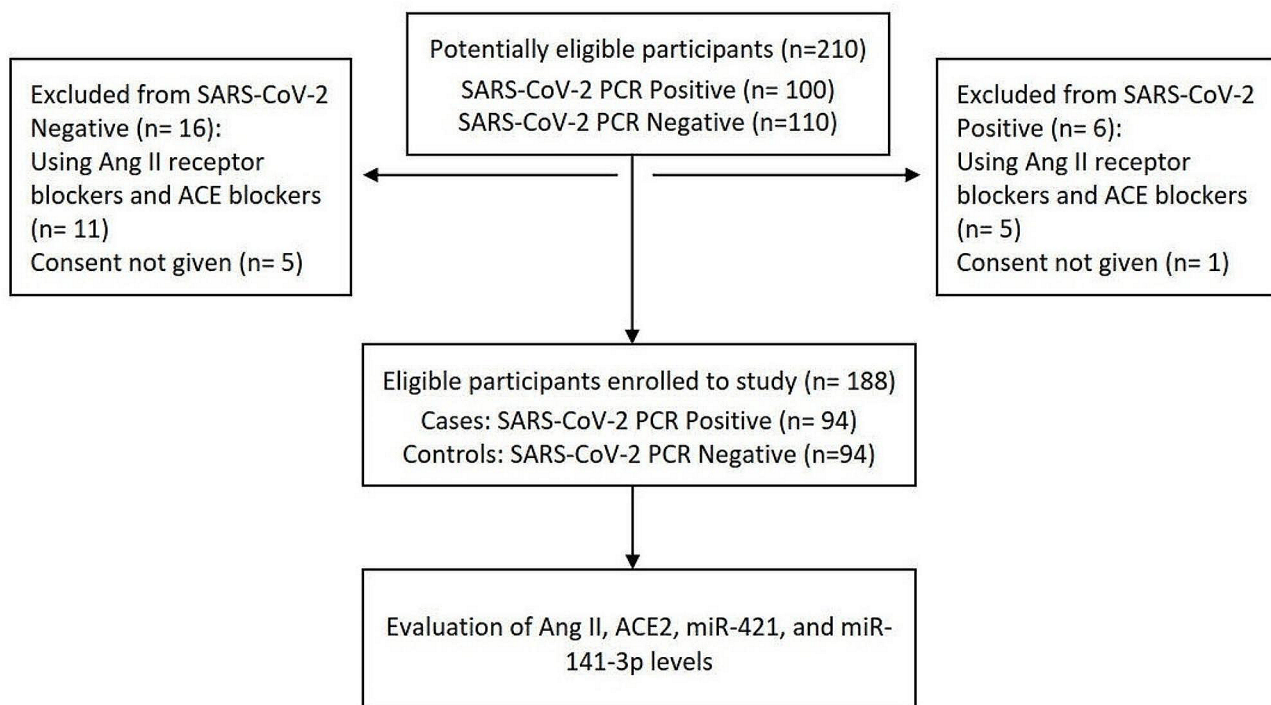 Potentially eligible participants (n=210)
SARS-CoV-2 PCR Positive (n= 100)
SARS-CoV-2 PCR Negative (n=110)
Excluded from SARS-CoV-2
Negative (n= 16):
Using Ang II receptor
blockers and ACE blockers
(n= 11)
Consent not given (n= 5)
Excluded from SARS-CoV-2
Positive (n= 6):
Using Ang II receptor
blockers and ACE blockers
(n= 5)
Consent not given (n= 1)
Eligible participants enrolled to study (n= 188)
Cases: SARS-CoV-2 PCR Positive (n= 94)
Controls: SARS-CoV-2 PCR Negative (n=94)
Evaluation of Ang II, ACE2, miR-421, and miR-
141-3p levels